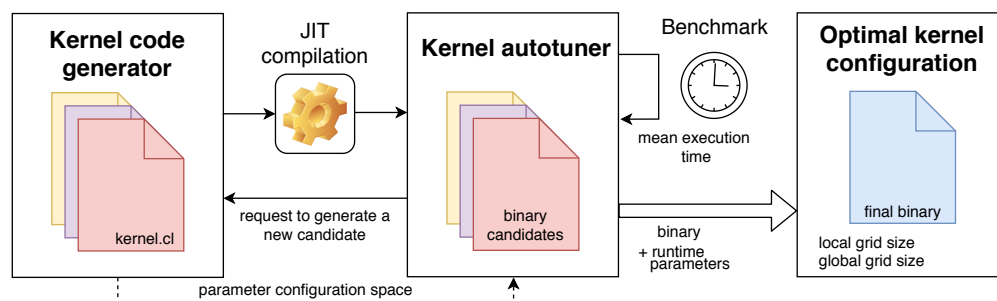 Kernel code
generator
kernel.cl
JIT
compilation
request to generate a
new candidate
parameter configuration space
Kernel autotuner
binary
candidates
Benchmark
mean execution
time
binary
+ runtime
parameters
Optimal kernel
configuration
final binary
local grid size
global grid size